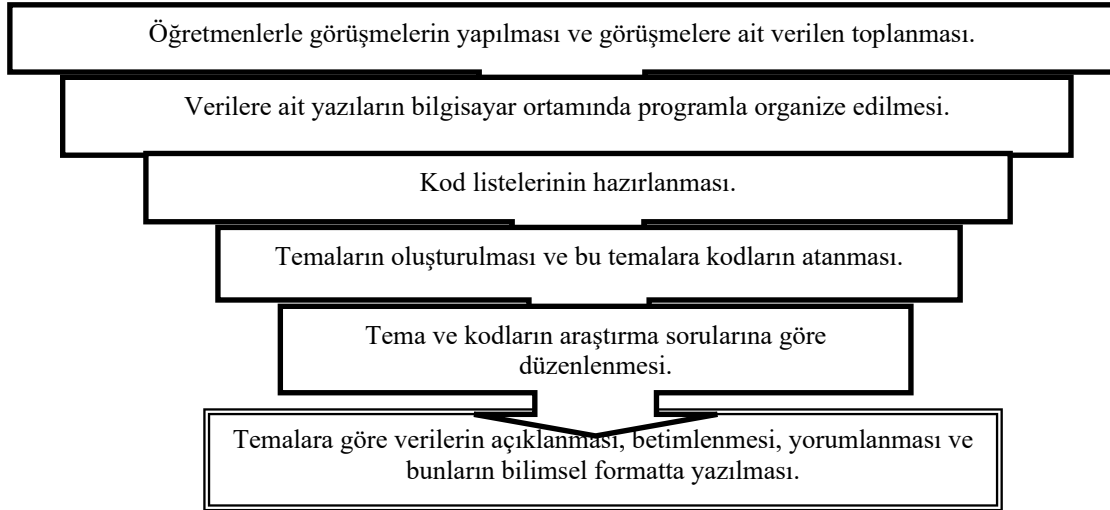 Öğretmenlerle görüşmelerin yapılması ve görüşmelere ait verilen toplanması.
Verilere ait yazıların bilgisayar ortamında programla organize edilmesi.
Kod listelerinin hazırlanması.
Temaların oluşturulması ve bu temalara kodların atanması.
Tema ve kodların araştırma sorularına göre
düzenlenmesi.
Temalara göre verilerin açıklanması, betimlenmesi, yorumlanması ve
bunların bilimsel formatta yazılması.